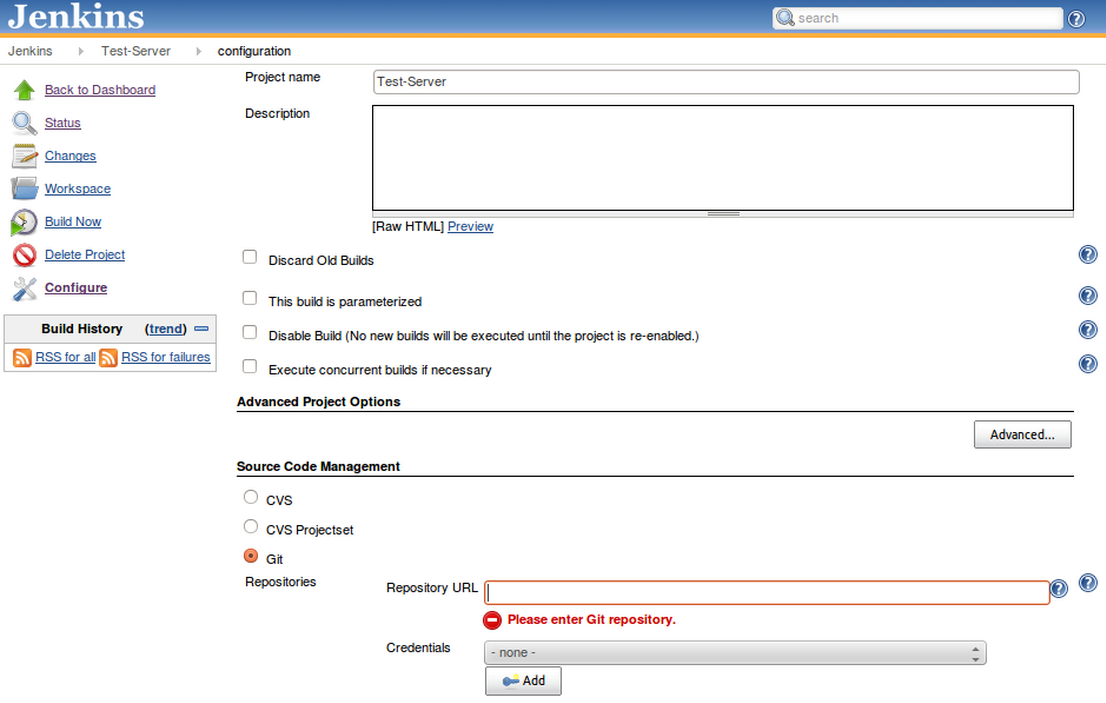 Jenkins
search
Jenkins Test-Server configuration
Back to Dashboard
Status
Changes
Workspace
Build Now
Delete Project
Configure
Build History (trend)
RSS for all RSS for failures
Project name Test-Server
Description
[Raw HTML] Preview
Discard Old Builds
This build is parameterized
Disable Build (No new builds will be executed until the project is re-enabled.)
Execute concurrent builds if necessary
Advanced Project Options
Advanced...
Source Code Management
CVS
CVS Projectset
Git
Repositories
Repository URL
Please enter Git repository.
Credentials - none -
Add